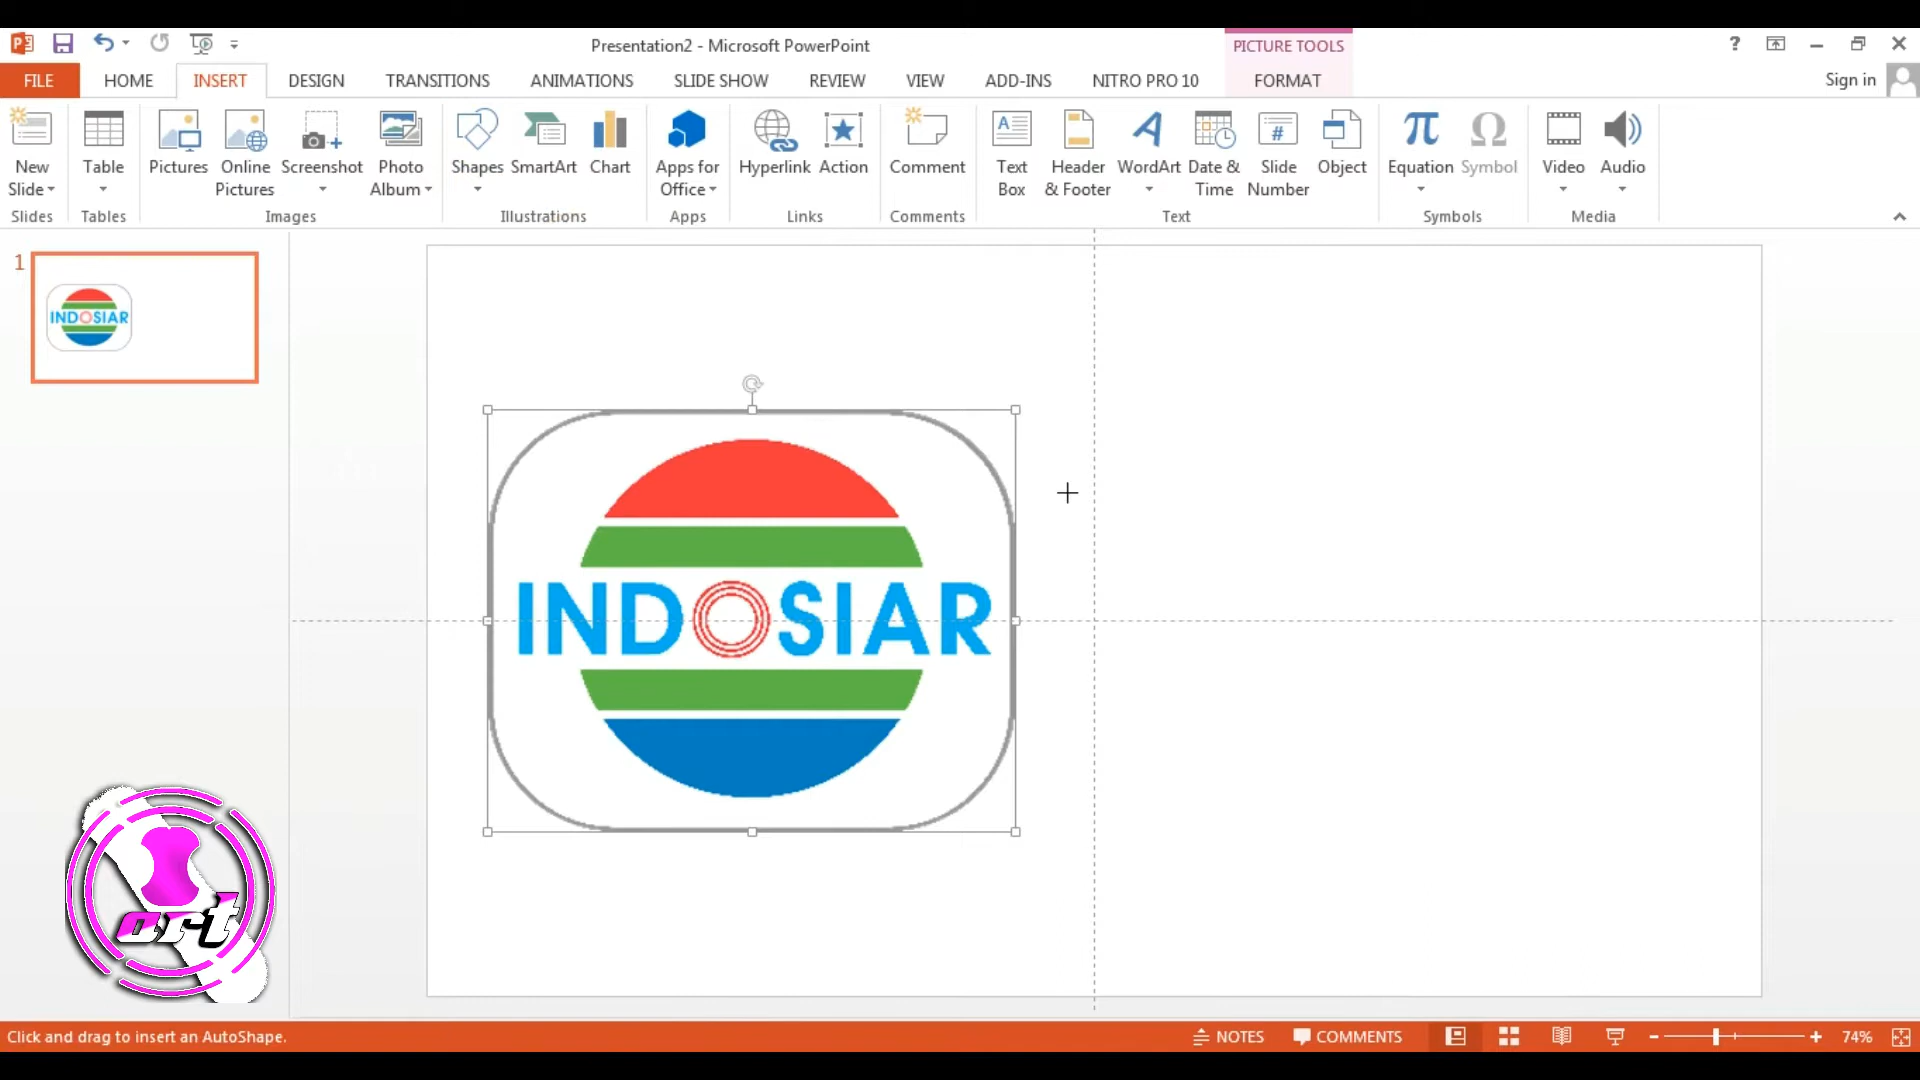 Presentation2 - Microsoft PowerPoint
PICTURE TOOLS
?
FILE HOME INSERT DESIGN TRANSITIONS ANIMATIONS SLIDE SHOW REVIEW VIEW ADD-INS NITRO PRO 10 FORMAT
Sign in
New Slide
Table
Pictures
Online Pictures
Screenshot
Photo Album
Shapes
SmartArt
Chart
Apps for Office
Hyperlink
Action
Comment
Text Box
Header & Footer
WordArt
Date & Time
Slide Number
Object
Equation
Symbol
Video
Audio
Slides
Tables
Images
Illustrations
Apps
Links
Comments
Text
Symbols
Media
1
INDOSIAR
INDOSIAR
art
Click and drag to insert an AutoShape.
NOTES
COMMENTS
74%